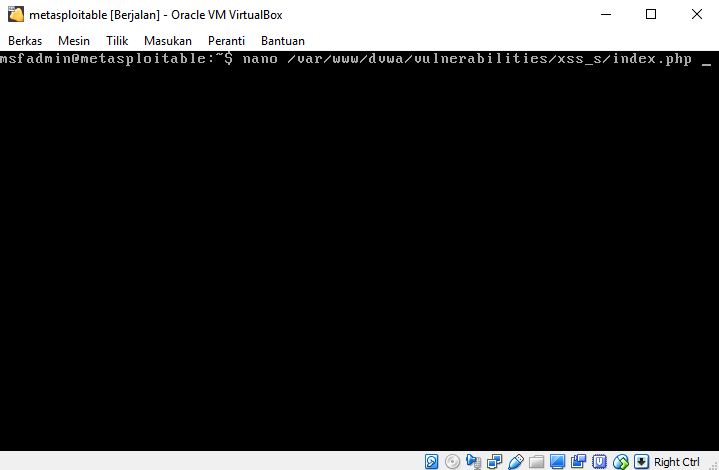 metasploitable [Berjalan] - Oracle VM VirtualBox
Berkas Mesin Tilik Masukan Peranti Bantuan
msfadmin@metasploitable:~$ nano /var/www/dvwa/vulnerabilities/xss_s/index.php _
Right Ctrl